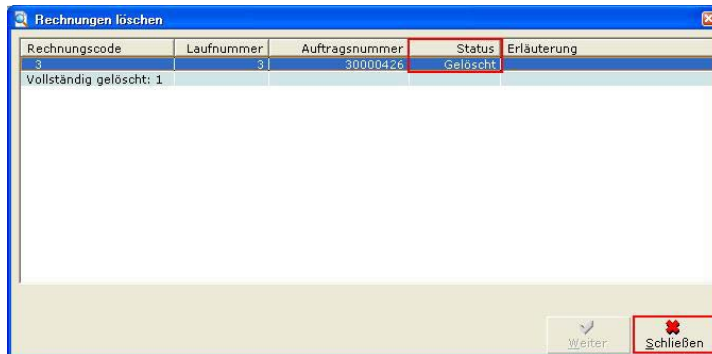 Rechnungen löschen
Rechnungscode Laufnummer Auftragsnummer Status Erläuterung
3 3 30000426 Gelöscht
Vollständig gelöscht: 1
Weiter Schließen